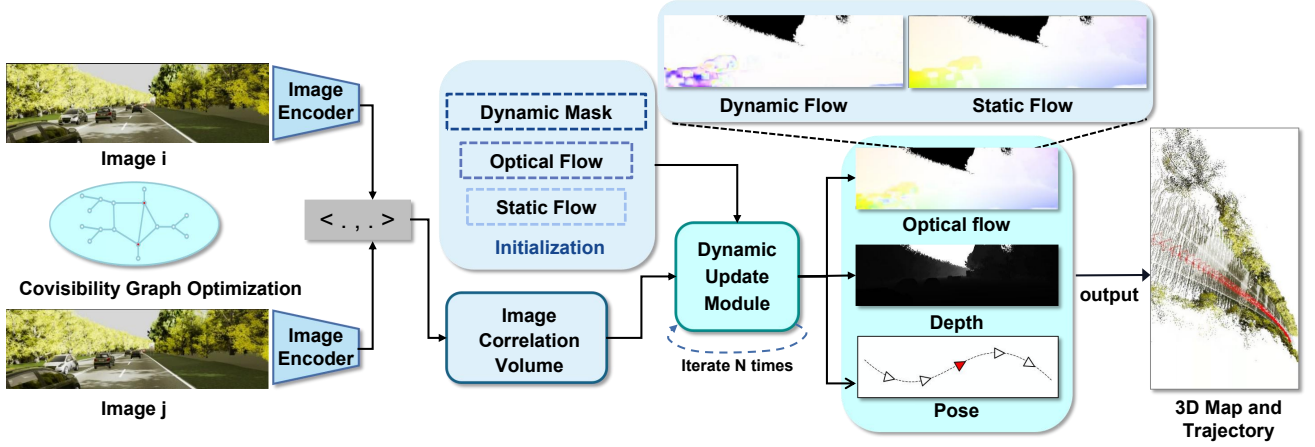 Image
Encoder
Image i
Covisibility Graph Optimization
Image
Encoder
Image j
< . , . >
Dynamic Mask
Optical Flow
Static Flow
Initialization
Image
Correlation
Volume
Dynamic
Update
Module
Iterate N times
Dynamic Flow
Static Flow
Optical flow
Depth
Pose
output
3D Map and
Trajectory